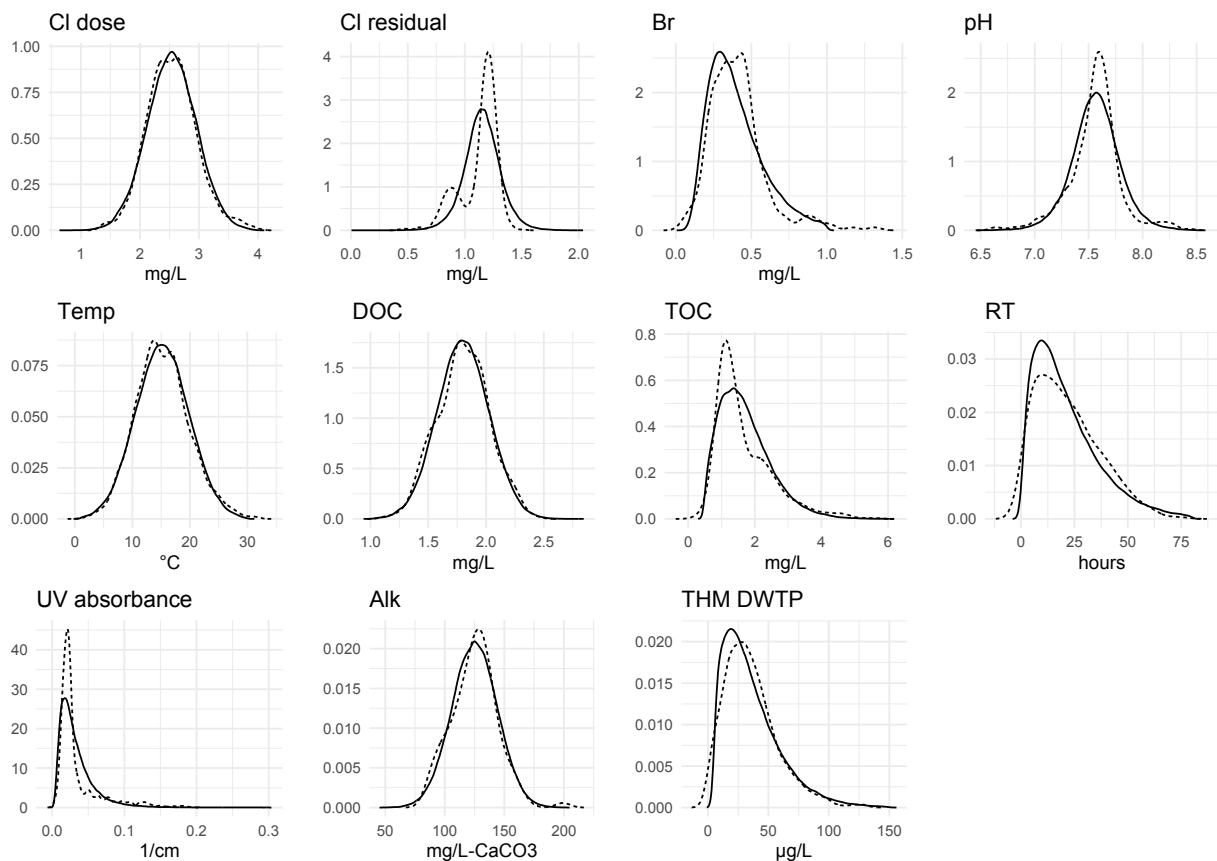 Cl dose
Cl residual
Br
pH
1.00
0.75
0.50
0.25
0.00
1 2 3 4
mg/L
4
3
2
1
0
0.0 0.5 1.0 1.5 2.0
mg/L
2
1
0
0.0 0.5 1.0 1.5
mg/L
2
1
0
6.5 7.0 7.5 8.0 8.5
Temp
DOC
TOC
RT
0.075
0.050
0.025
0.000
0 10 20 30
°C
1.5
1.0
0.5
0.0
1.0 1.5 2.0 2.5
mg/L
0.8
0.6
0.4
0.2
0.0
0 2 4 6
mg/L
0.03
0.02
0.01
0.00
0 25 50 75
hours
UV absorbance
Alk
THM DWTP
40
30
20
10
0
0.0 0.1 0.2 0.3
1/cm
0.020
0.015
0.010
0.005
0.000
50 100 150 200
mg/L-CaCO3
0.020
0.015
0.010
0.005
0.000
0 50 100 150
µg/L